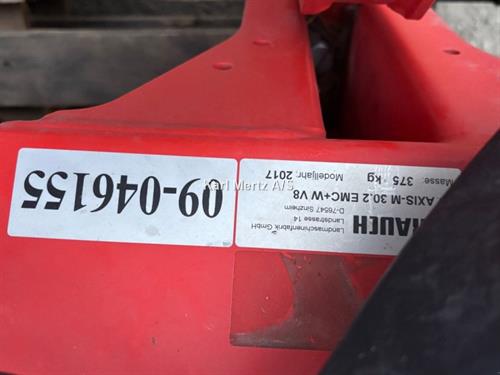 09-046155
RAUCH
Landmaschinenfabrik GmbH
Landstrasse 14
D-76547 Sinzheim
AXIS-M 30.2 EMC+W V8
Masse: 375 kg
Modelljahr: 2017
Karl Mertz A/S